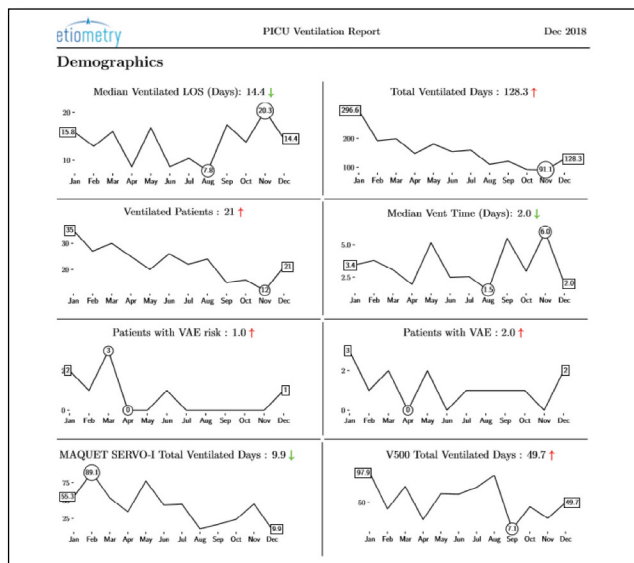 etiometry
PICU Ventilation Report
Dec 2018
Demographics
Median Ventilated LOS (Days): 14.4 ↓
20
10
15.8
7.8
20.3
14.4
Jan Feb Mar Apr May Jun Jul Aug Sep Oct Nov Dec
Total Ventilated Days : 128.3 ↑
296.6
200
100
91.1
128.3
Jan Feb Mar Apr May Jun Jul Aug Sep Oct Nov Dec
Ventilated Patients : 21 ↑
35
30
20
12
21
Jan Feb Mar Apr May Jun Jul Aug Sep Oct Nov Dec
Median Vent Time (Days): 2.0 ↓
5.0
2.5
3.4
1.5
6.0
2.0
Jan Feb Mar Apr May Jun Jul Aug Sep Oct Nov Dec
Patients with VAE risk : 1.0 ↑
2
0
3
0
1
Jan Feb Mar Apr May Jun Jul Aug Sep Oct Nov Dec
Patients with VAE : 2.0 ↑
3
2
0
0
2
Jan Feb Mar Apr May Jun Jul Aug Sep Oct Nov Dec
MAQUET SERVO-I Total Ventilated Days : 9.9 ↓
75
55.3
25
89.1
9.9
Jan Feb Mar Apr May Jun Jul Aug Sep Oct Nov Dec
V500 Total Ventilated Days : 49.7 ↑
97.9
50
7.1
49.7
Jan Feb Mar Apr May Jun Jul Aug Sep Oct Nov Dec